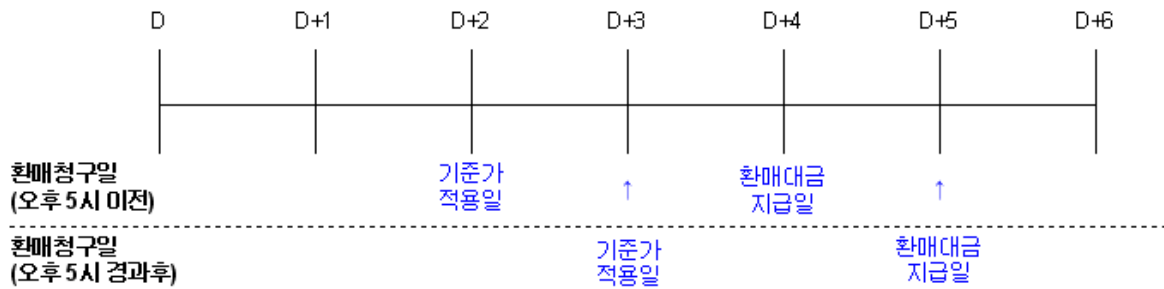 D D+1 D+2 D+3 D+4 D+5 D+6
환매청구일 기준가 환매대금
(오후 5시 이전) 적용일 ↑ 지급일 ↑
환매청구일 기준가 환매대금
(오후 5시 경과후) 적용일 지급일